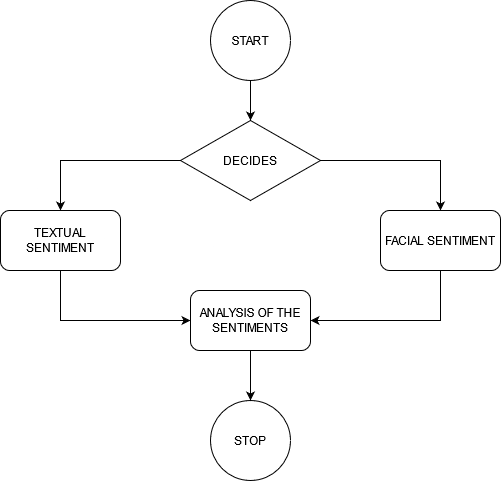 START
DECIDES
TEXTUAL
SENTIMENT
FACIAL SENTIMENT
ANALYSIS OF THE
SENTIMENTS
STOP